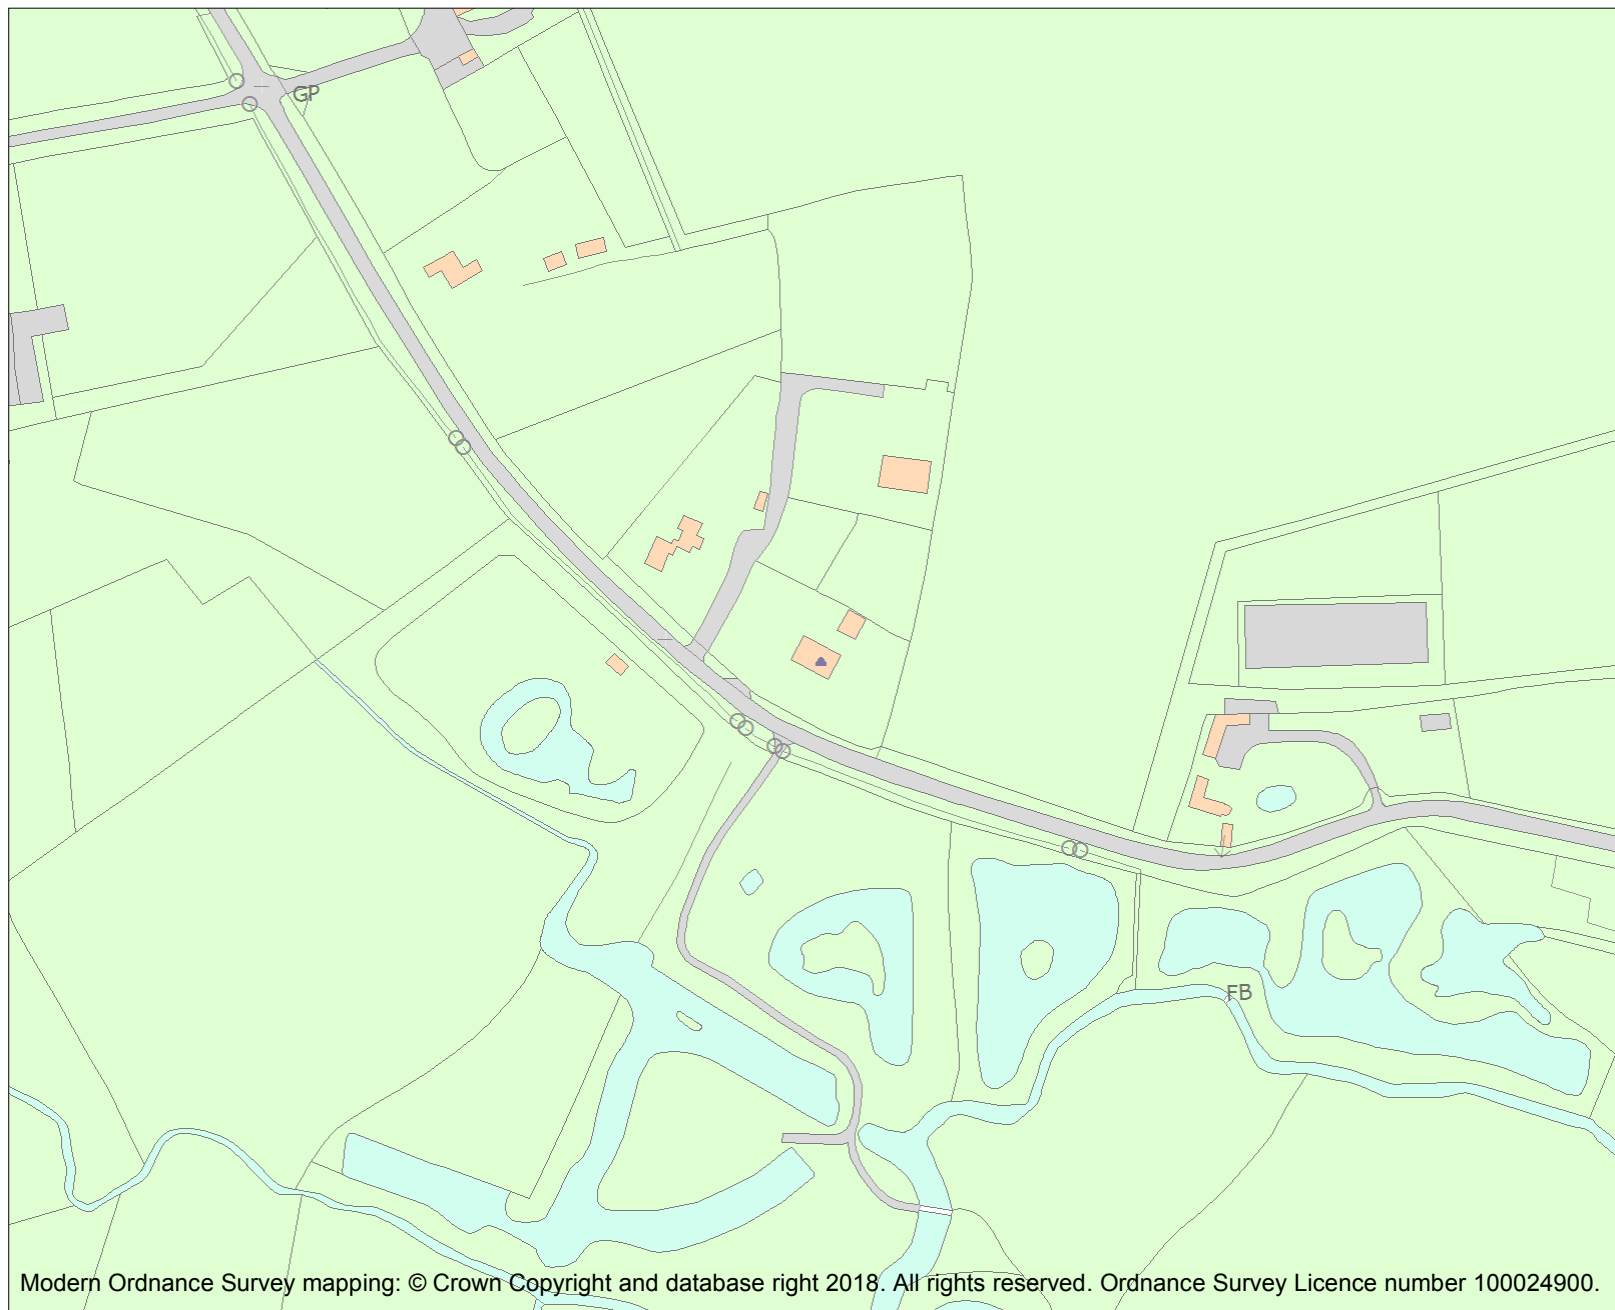 GP
FB
Modern Ordnance Survey mapping: © Crown Copyright and database right 2018. All rights reserved. Ordnance Survey Licence number 100024900.